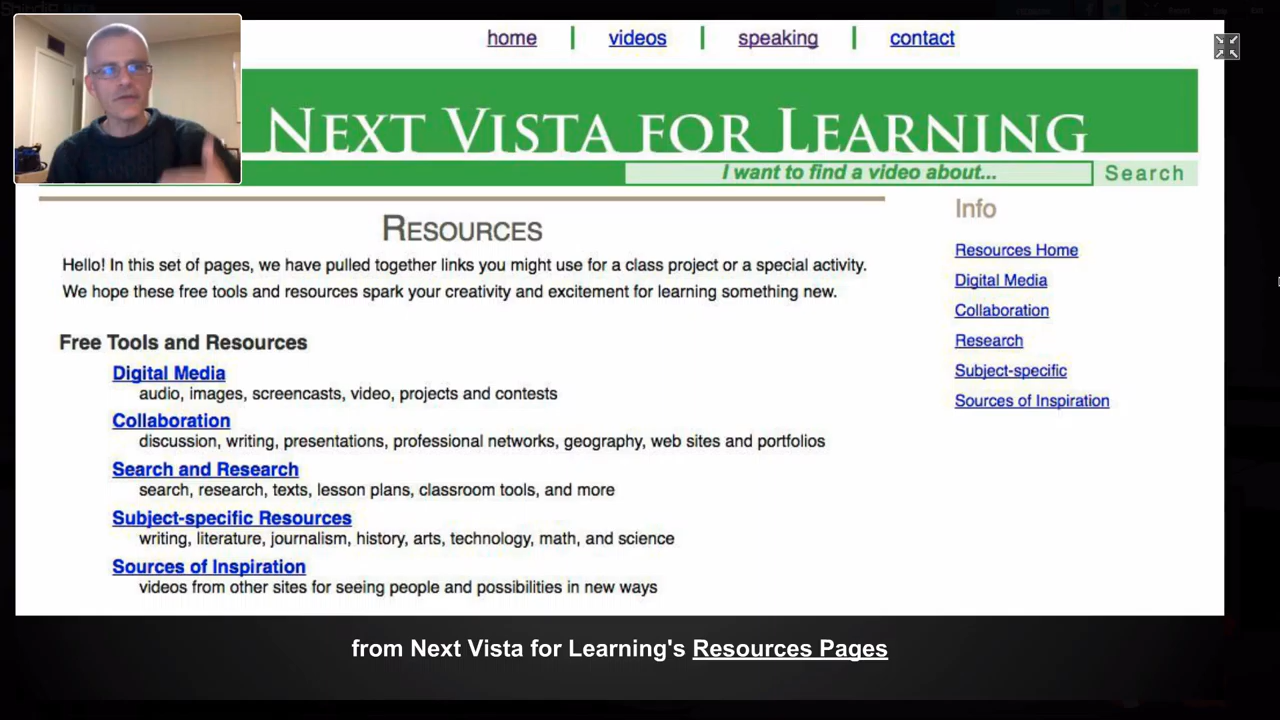 home | videos | speaking | contact
NEXT VISTA FOR LEARNING
I want to find a video about... Search
RESOURCES
Hello! In this set of pages, we have pulled together links you might use for a class project or a special activity.
We hope these free tools and resources spark your creativity and excitement for learning something new.
Free Tools and Resources
Digital Media
audio, images, screencasts, video, projects and contests
Collaboration
discussion, writing, presentations, professional networks, geography, web sites and portfolios
Search and Research
search, research, texts, lesson plans, classroom tools, and more
Subject-specific Resources
writing, literature, journalism, history, arts, technology, math, and science
Sources of Inspiration
videos from other sites for seeing people and possibilities in new ways
Info
Resources Home
Digital Media
Collaboration
Research
Subject-specific
Sources of Inspiration
from Next Vista for Learning's Resources Pages